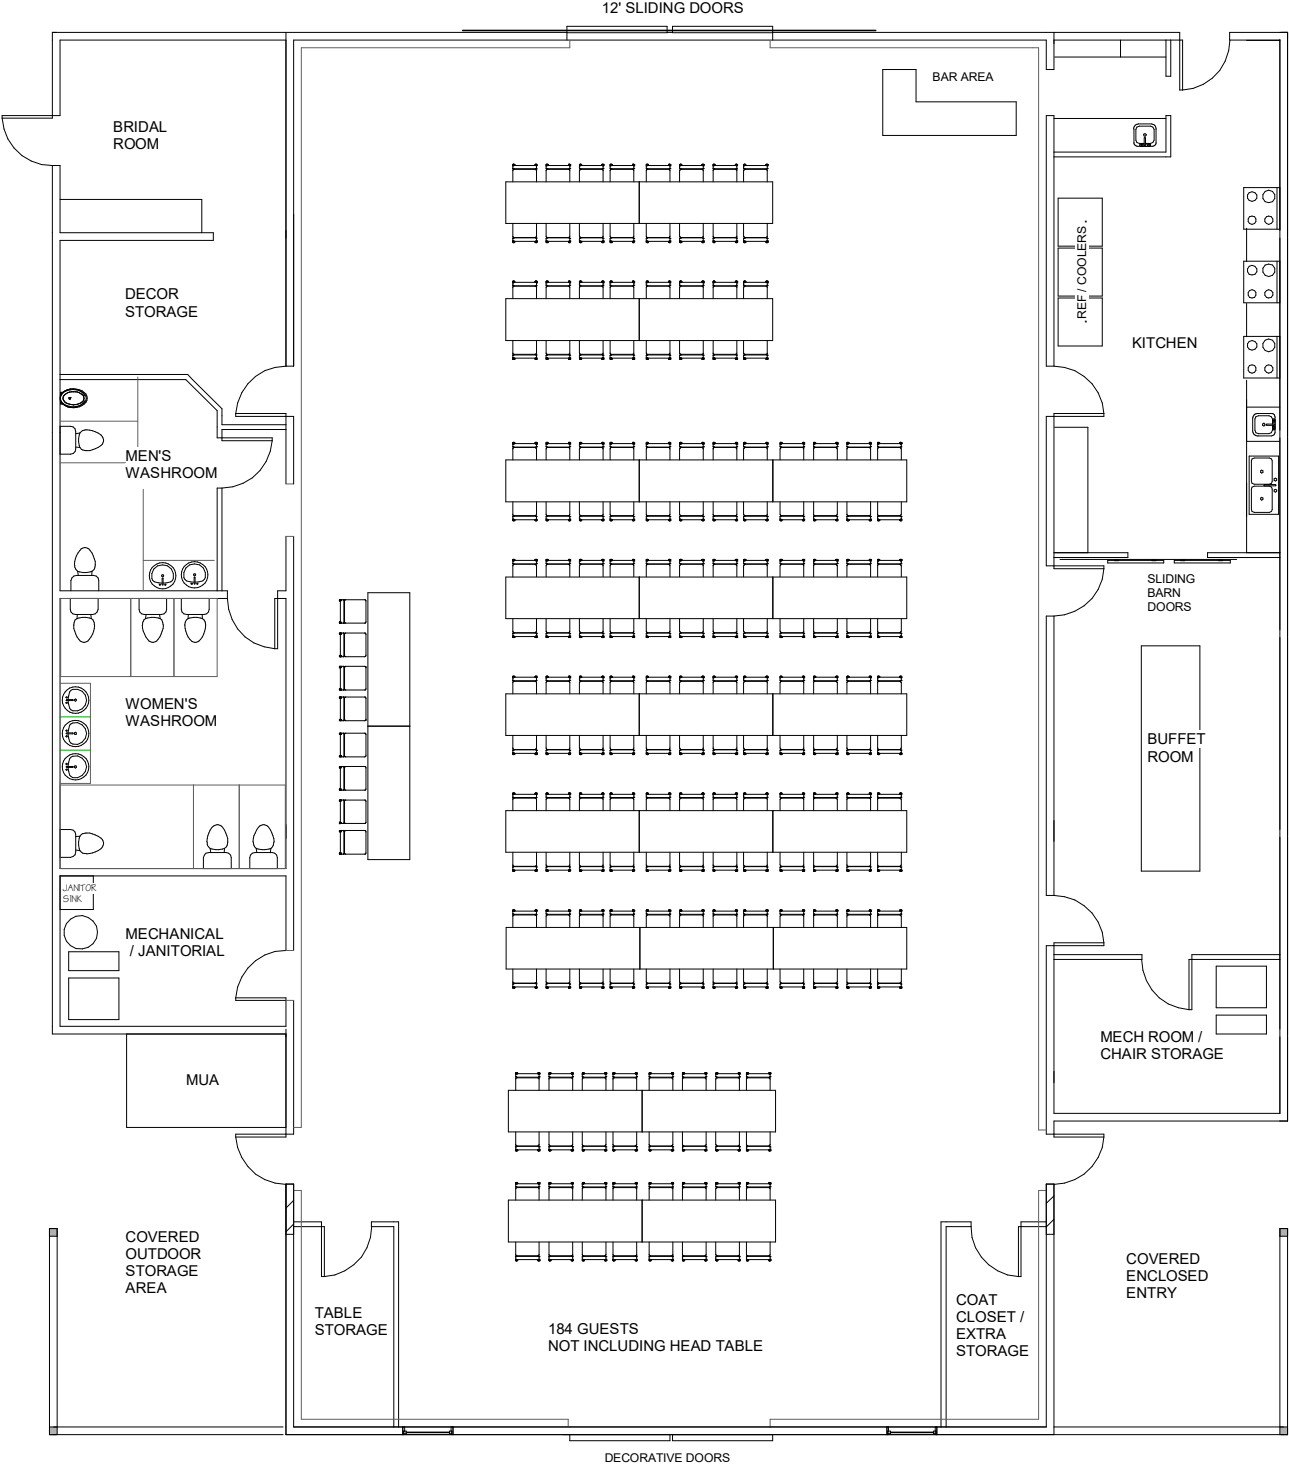 12' SLIDING DOORS
BAR AREA
BRIDAL
ROOM
.REF / COOLERS.
DECOR
STORAGE
KITCHEN
MEN'S
WASHROOM
SLIDING
BARN
DOORS
WOMEN'S
WASHROOM
BUFFET
ROOM
JANITOR
SINK
MECHANICAL
/ JANITORIAL
MECH ROOM /
CHAIR STORAGE
MUA
COVERED
OUTDOOR
STORAGE
AREA
COVERED
ENCLOSED
ENTRY
TABLE
STORAGE
COAT
CLOSET /
EXTRA
STORAGE
184 GUESTS
NOT INCLUDING HEAD TABLE
DECORATIVE DOORS